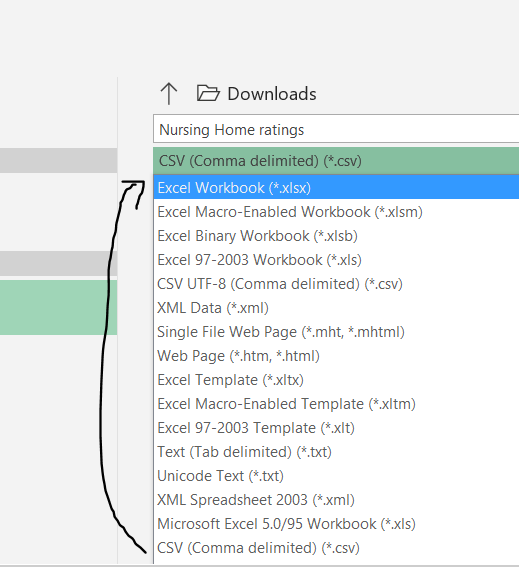 Downloads
Nursing Home ratings
CSV (Comma delimited) (*.csv)
Excel Workbook (*.xlsx)
Excel Macro-Enabled Workbook (*.xlsm)
Excel Binary Workbook (*.xlsb)
Excel 97-2003 Workbook (*.xls)
CSV UTF-8 (Comma delimited) (*.csv)
XML Data (*.xml)
Single File Web Page (*.mht, *.mhtml)
Web Page (*.htm, *.html)
Excel Template (*.xltx)
Excel Macro-Enabled Template (*.xltm)
Excel 97-2003 Template (*.xlt)
Text (Tab delimited) (*.txt)
Unicode Text (*.txt)
XML Spreadsheet 2003 (*.xml)
Microsoft Excel 5.0/95 Workbook (*.xls)
CSV (Comma delimited) (*.csv)